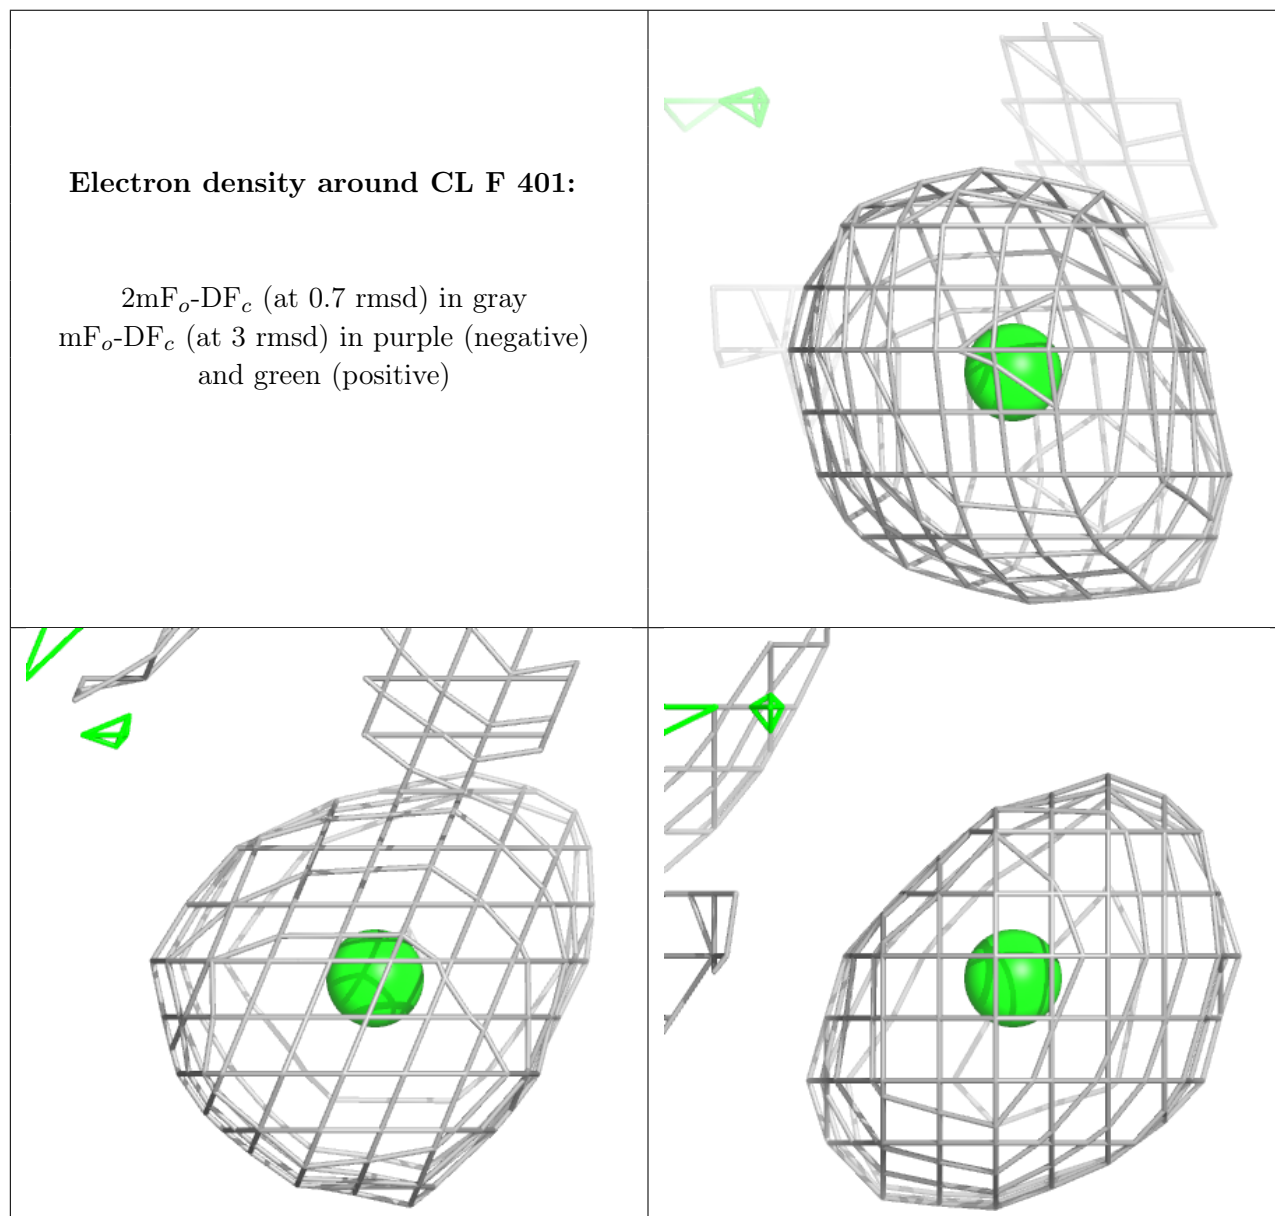 Electron density around CL F 401:
2mFo-DFc (at 0.7 rmsd) in gray
mFo-DFc (at 3 rmsd) in purple (negative)
and green (positive)